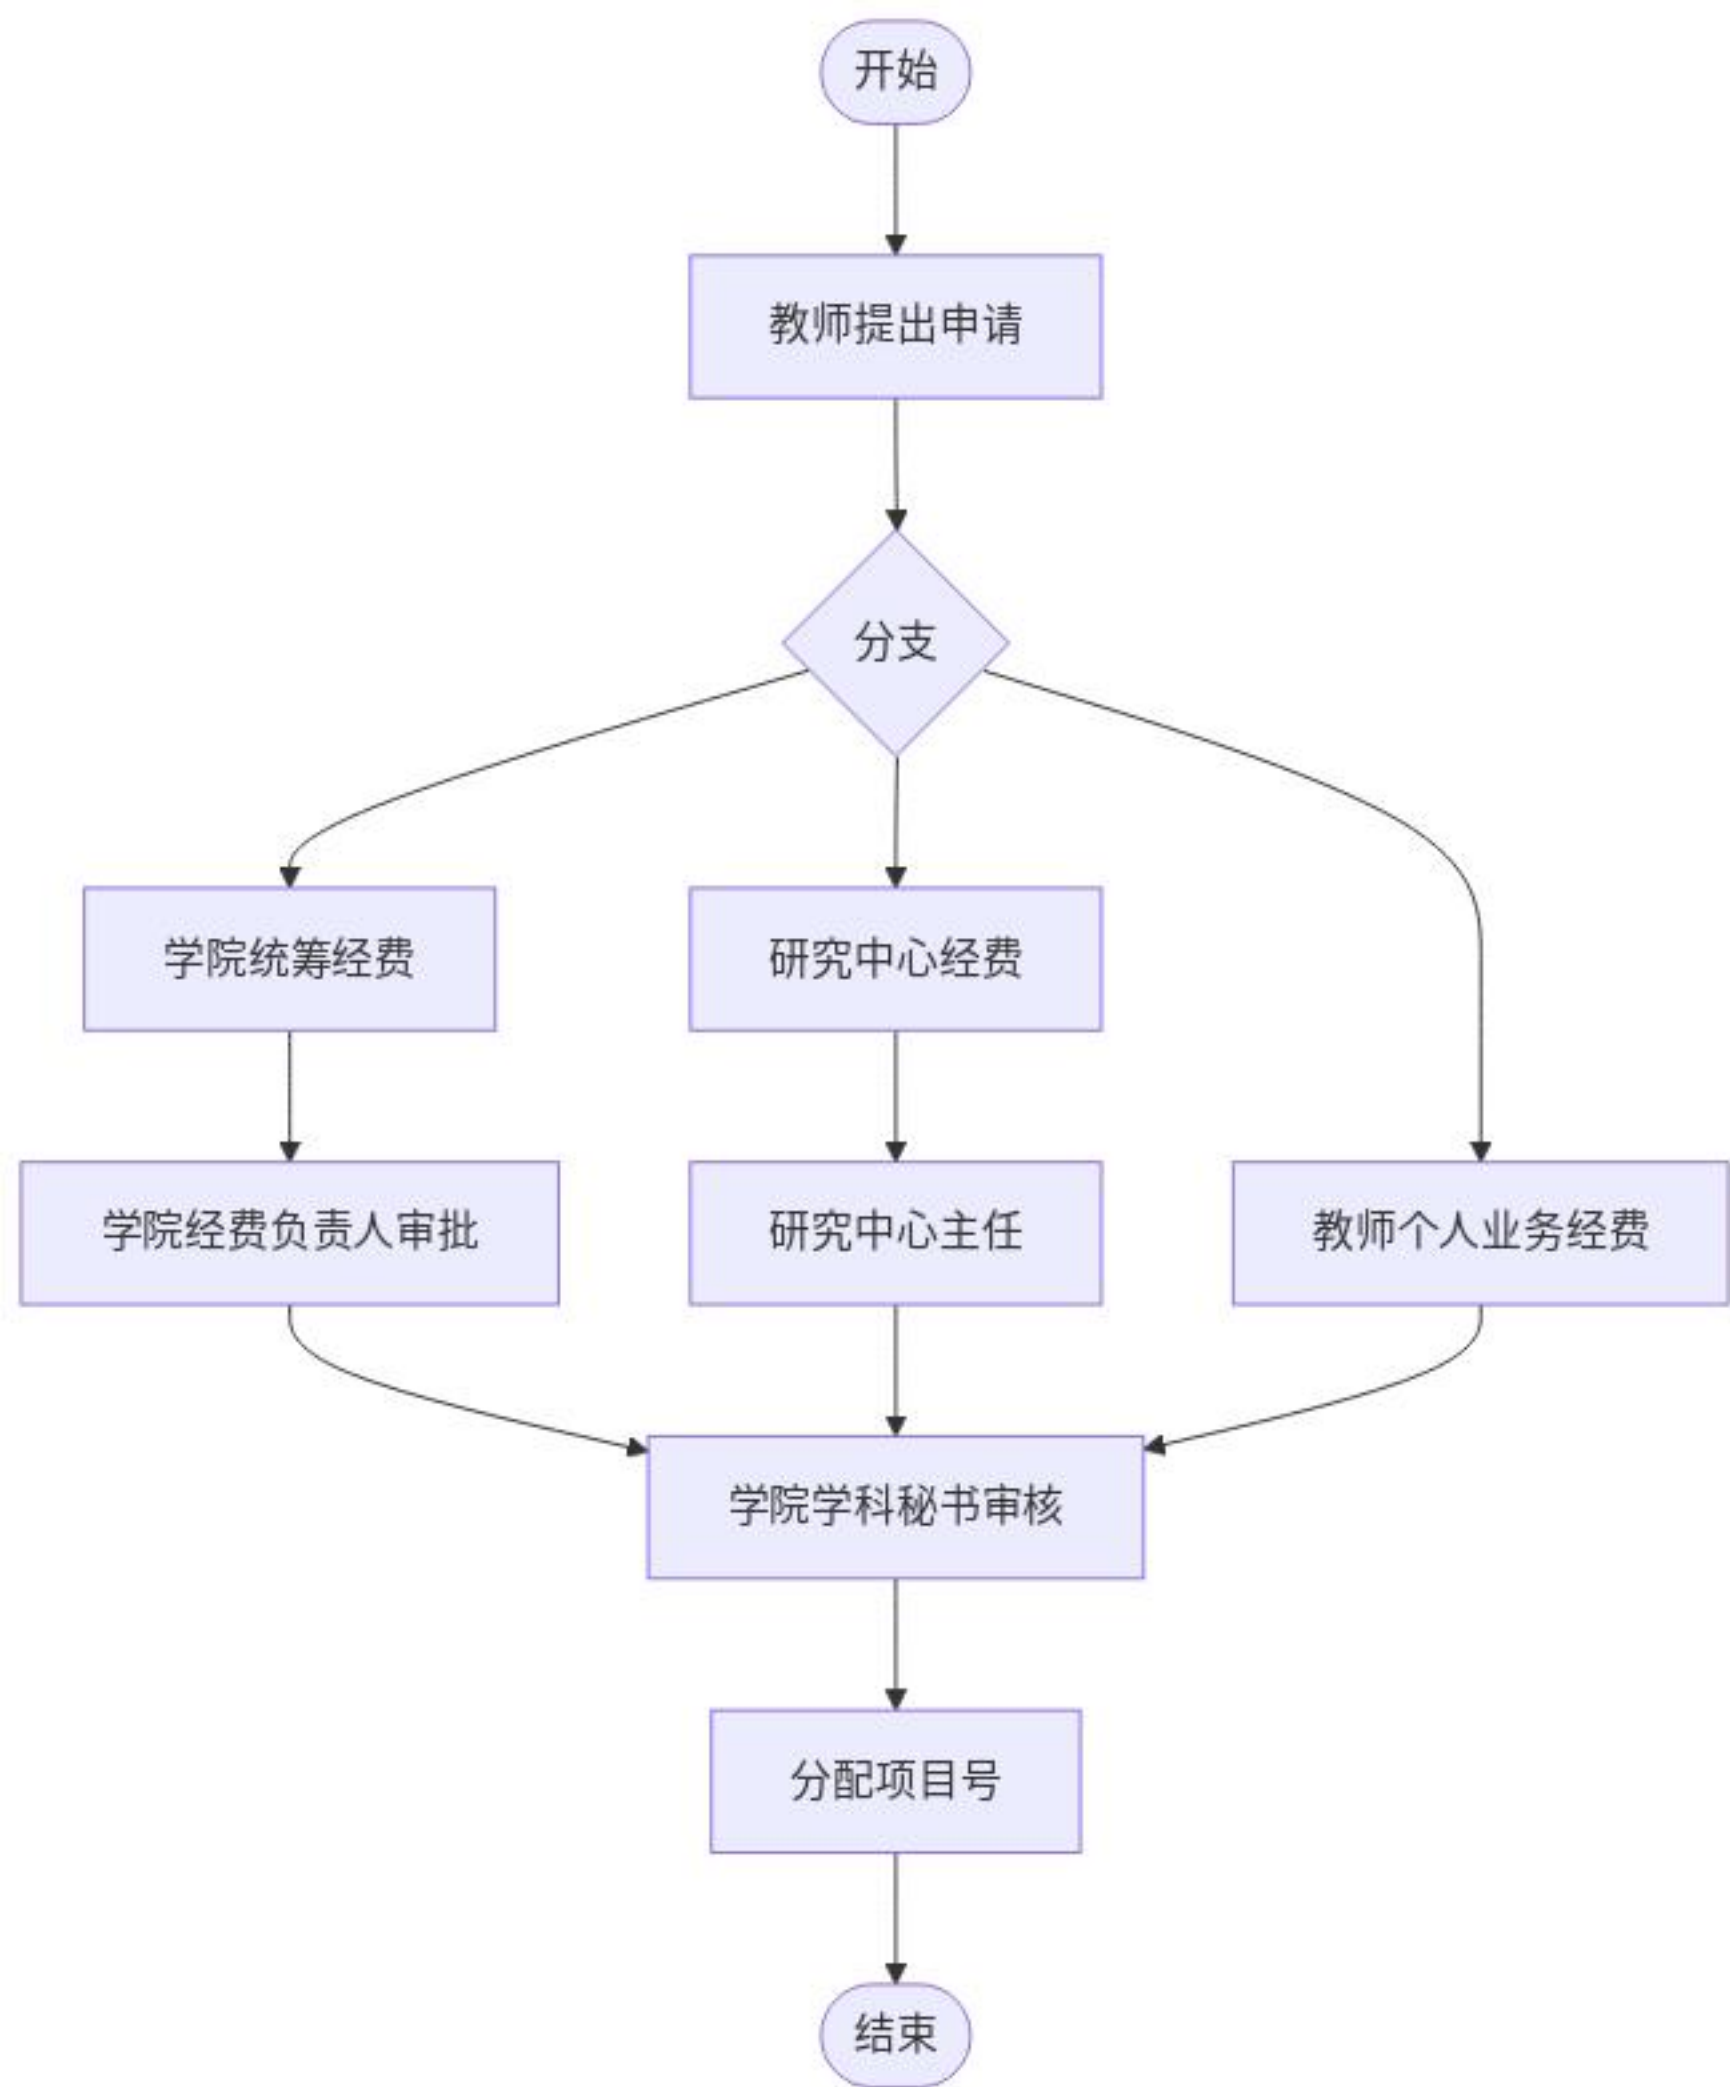 开始
教师提出申请
分支
学院统筹经费
研究中心经费
学院经费负责人审批
研究中心主任
教师个人业务经费
学院学科秘书审核
分配项目号
结束